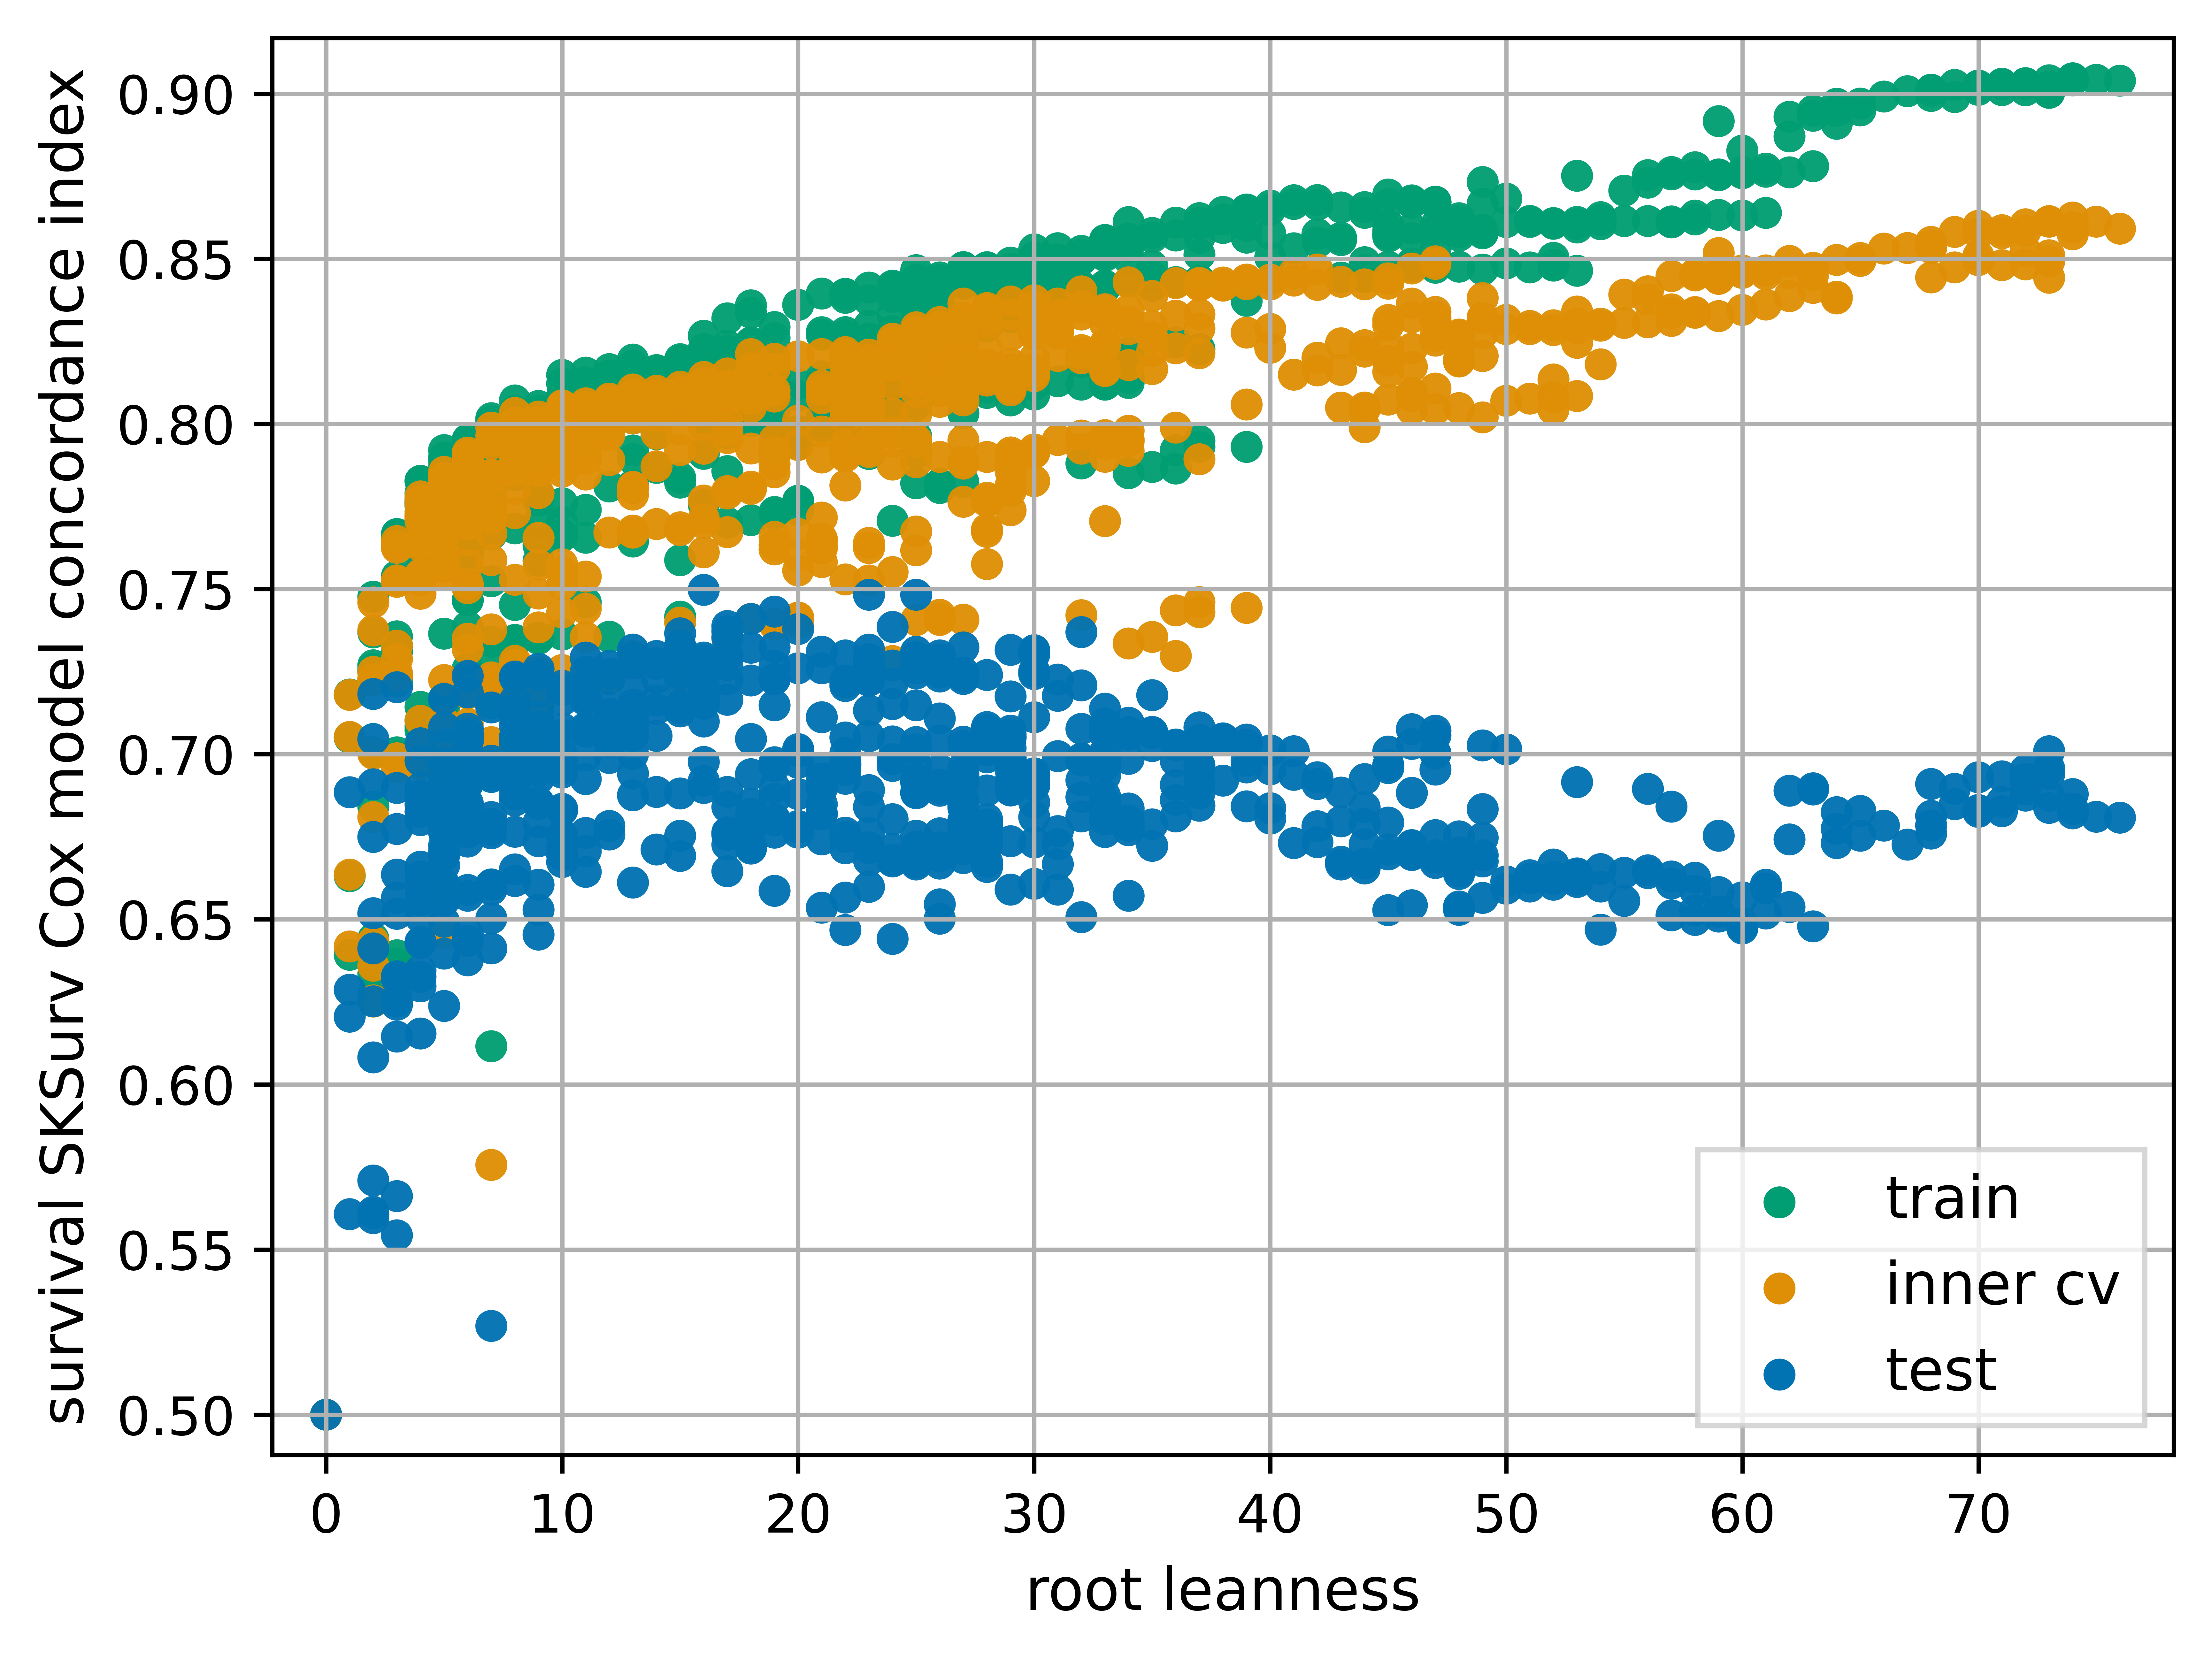 survival SKSurv Cox model concordance index
0.90
0.85
0.80
0.75
0.70
0.65
0.60
0.55
0.50
0 10 20 30 40 50 60 70
root leanness
train
inner cv
test